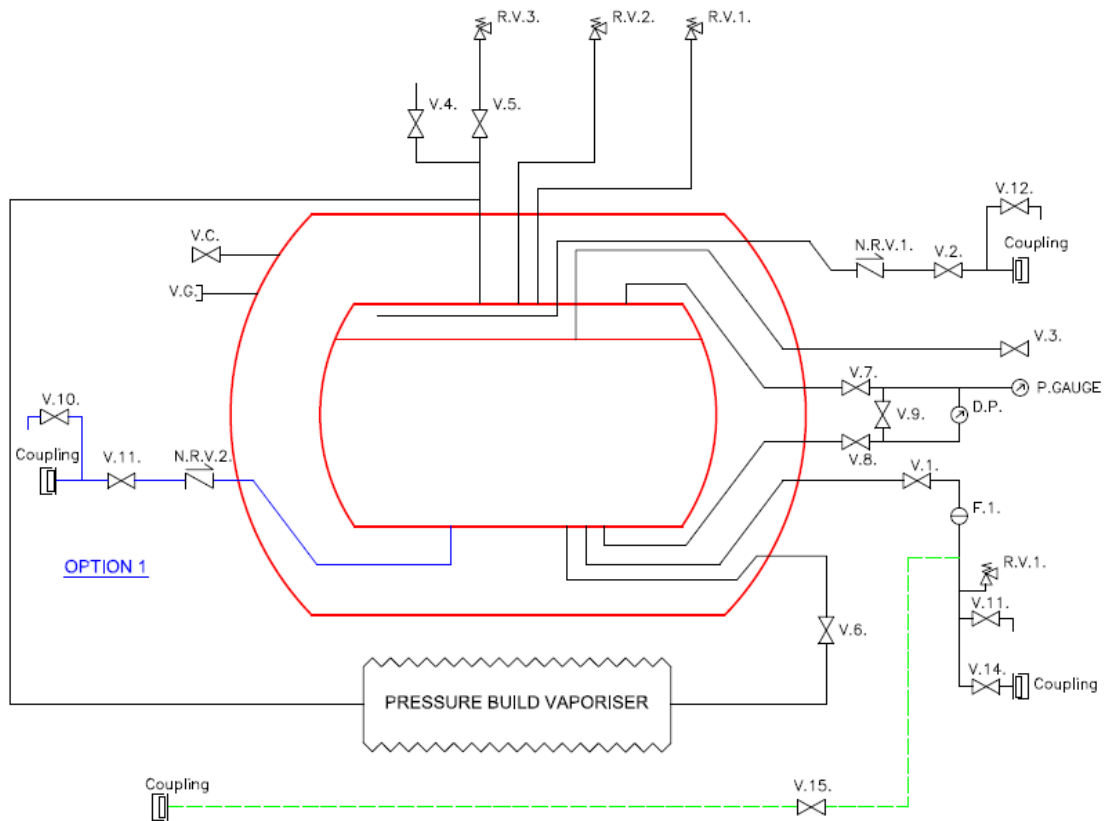 R.V.3.
R.V.2.
R.V.1.
V.4.
V.5.
V.12.
Coupling
N.R.V.1.
V.2.
V.C.
V.G.
V.3.
V.7.
P.GAUGE
D.P.
V.9.
V.10.
Coupling
V.11.
N.R.V.2.
V.8.
V.1.
F.1.
OPTION 1
R.V.1.
V.11.
V.6.
V.14.
Coupling
PRESSURE BUILD VAPORISER
Coupling
V.15.